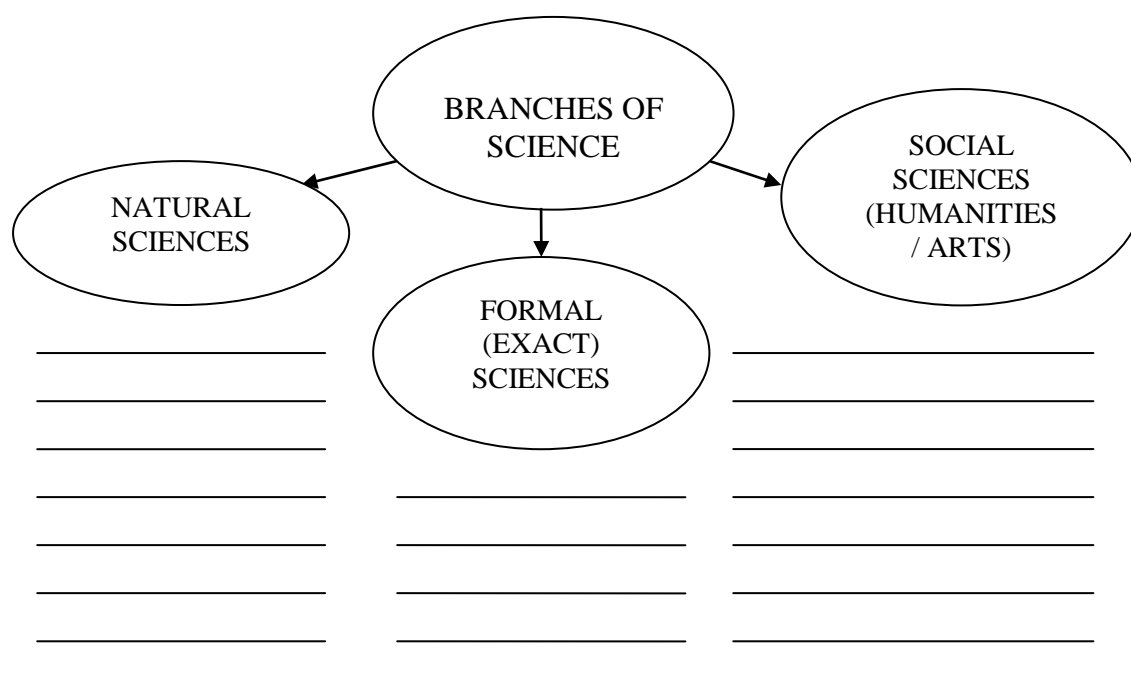 BRANCHES OF
SCIENCE
NATURAL
SCIENCES
FORMAL
(EXACT)
SCIENCES
SOCIAL
SCIENCES
(HUMANITIES
/ ARTS)